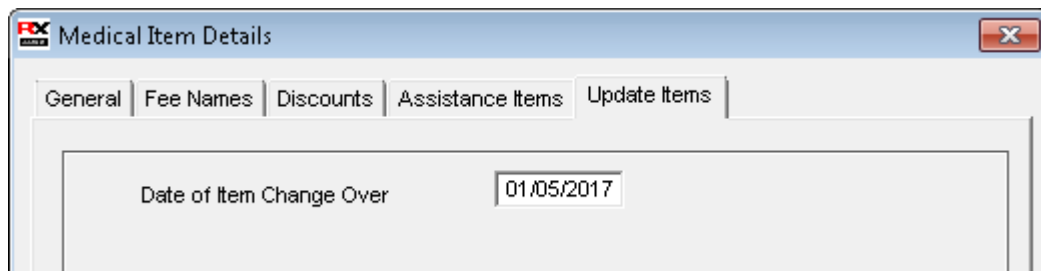 RX
Medical Item Details
General Fee Names Discounts Assistance Items Update Items
Date of Item Change Over 01/05/2017